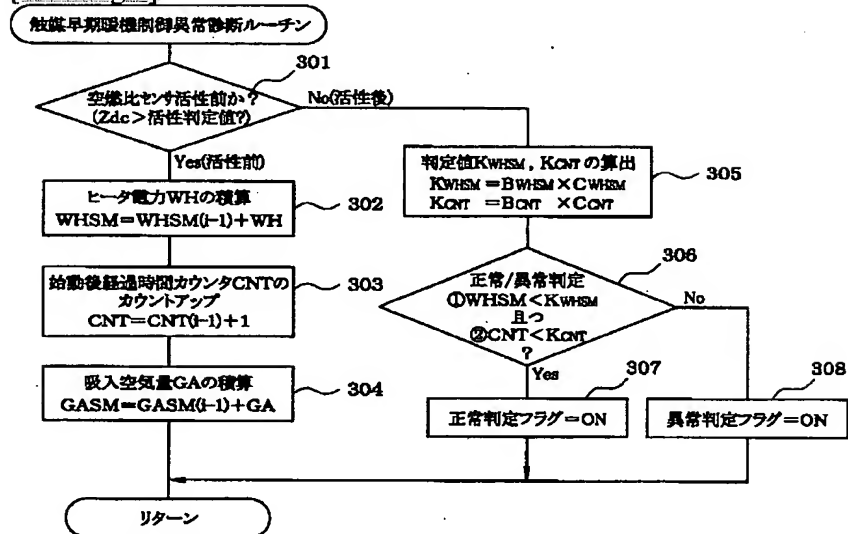 触媒早期暖機制御異常診断ルーチン
301
空燃比センサ活性前か?
(Zdc>活性判定値?)
No(活性後)
Yes(活性前)
判定値KWHSM, KCNTの算出
KWHSM=BWHSM×CWHSM
KCNT =BCNT ×CCNT
305
ヒータ電力WHの積算
WHSM=WHSM(i-1)+WH
302
306
正常/異常判定
①WHSM<KWHSM
且つ
②CNT<KCNT
?
No
Yes
始動後経過時間カウンタCNTの
カウントアップ
CNT=CNT(i-1)+1
303
吸入空気量GAの積算
GASM=GASM(i-1)+GA
304
307
正常判定フラグ=ON
308
異常判定フラグ=ON
リターン